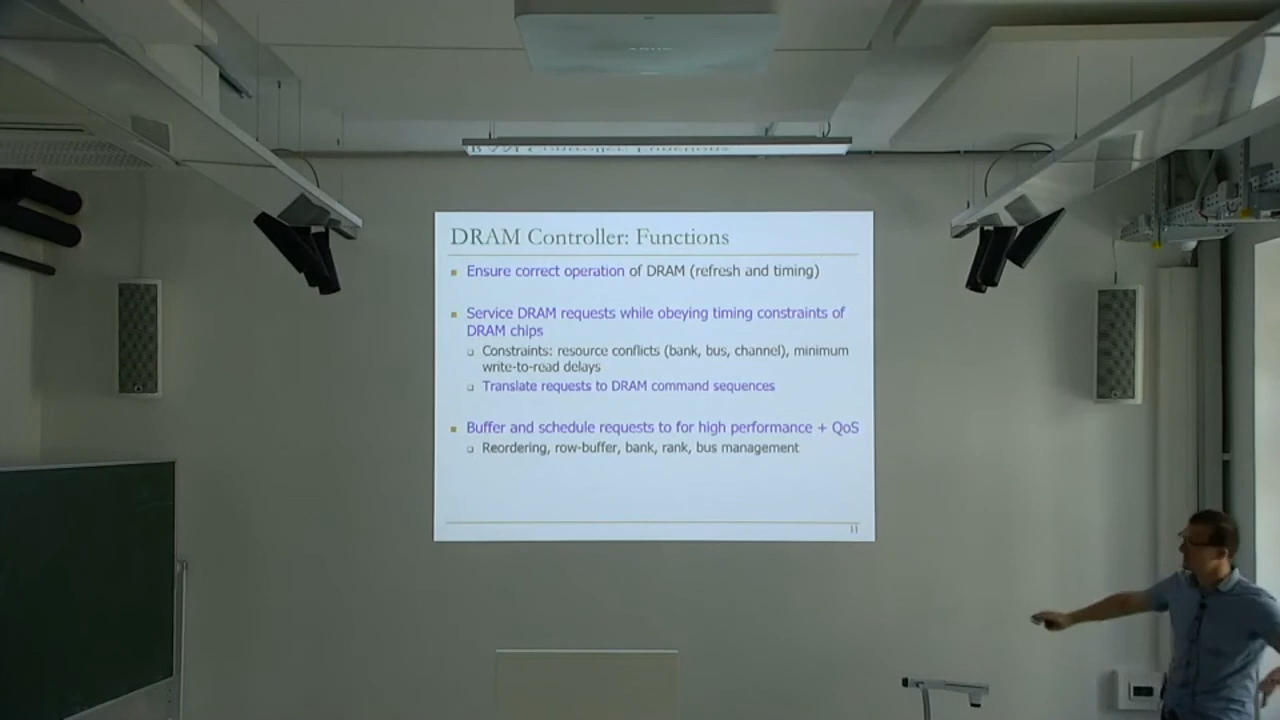 DRAM Controller: Functions
Ensure correct operation of DRAM (refresh and timing)
Service DRAM requests while obeying timing constraints of
DRAM chips
Constraints: resource conflicts (bank, bus, channel), minimum
write-to-read delays
Translate requests to DRAM command sequences
Buffer and schedule requests to for high performance + QoS
Reordering, row-buffer, bank, rank, bus management
11